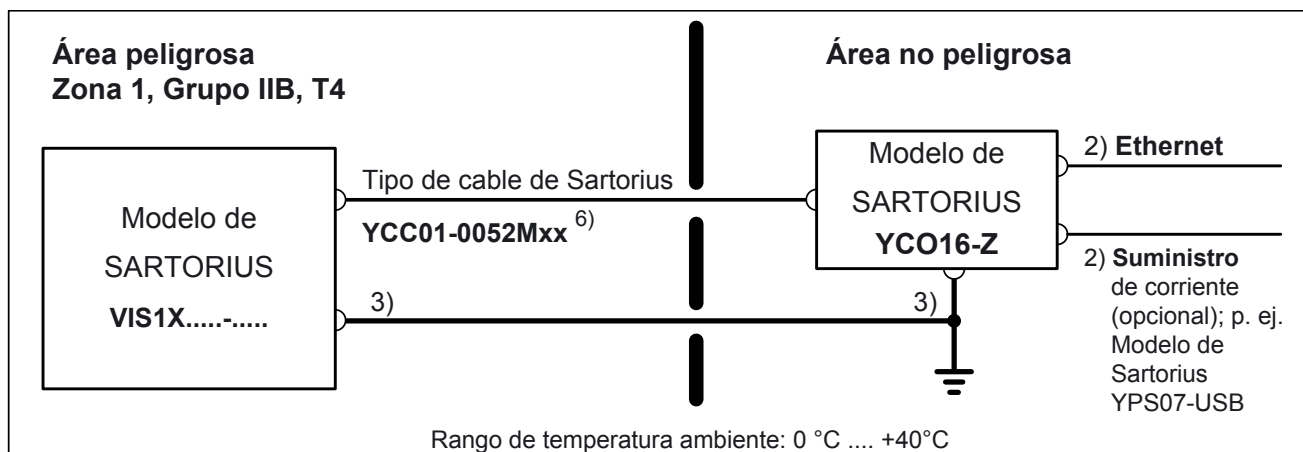 Área peligrosa
Zona 1, Grupo IIB, T4
Área no peligrosa
Modelo de
SARTORIUS
VIS1X.....-.....
Tipo de cable de Sartorius
YCC01-0052Mxx 6)
3)
Modelo de
SARTORIUS
YCO16-Z
3)
2) Ethernet
2) Suministro
de corriente
(opcional); p. ej.
Modelo de
Sartorius
YPS07-USB
Rango de temperatura ambiente: 0 °C .... +40°C